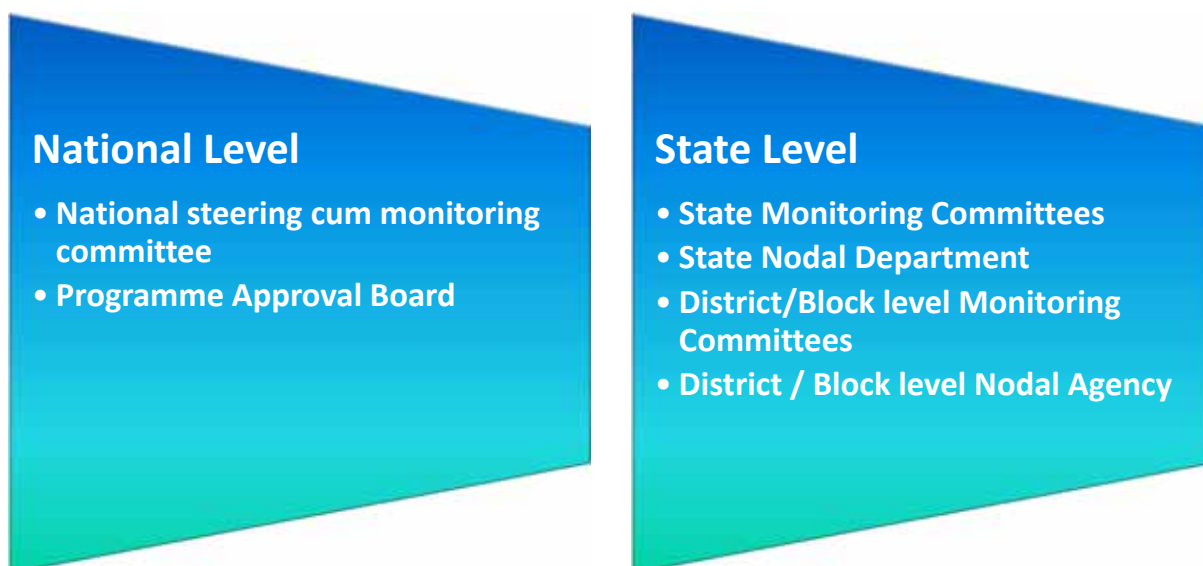 National Level
• National steering cum monitoring
committee
• Programme Approval Board
State Level
• State Monitoring Committees
• State Nodal Department
• District/Block level Monitoring
Committees
• District / Block level Nodal Agency